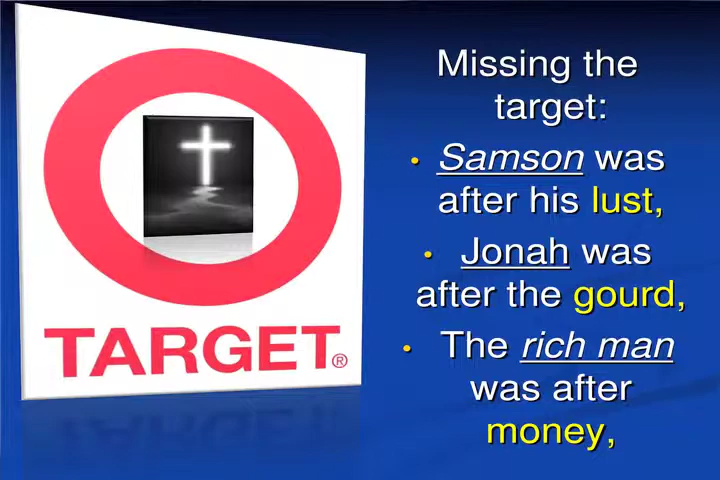 TARGET®
Missing the
target:
• Samson was
after his lust,
• Jonah was
after the gourd,
• The rich man
was after
money,